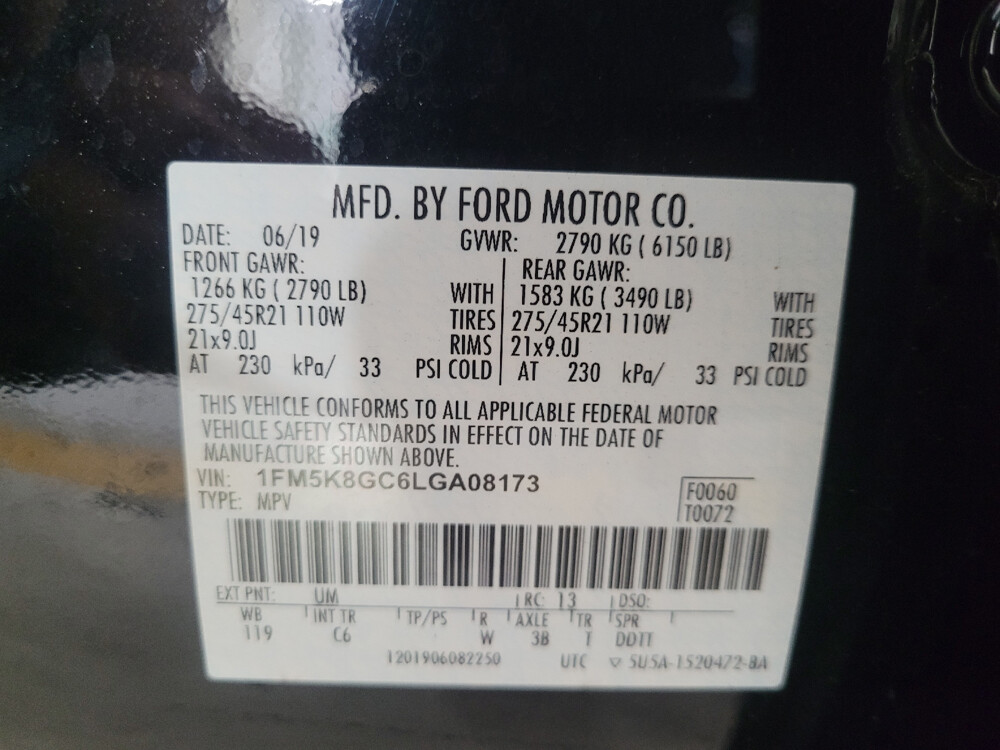 MFD. BY FORD MOTOR CO.
DATE: 06/19 GVWR: 2790 KG ( 6150 LB)
FRONT GAWR: REAR GAWR:
1266 KG ( 2790 LB) WITH 1583 KG ( 3490 LB) WITH
275/45R21 110W TIRES 275/45R21 110W TIRES
21x9.0J RIMS 21x9.0J RIMS
AT 230 kPa/ 33 PSI COLD AT 230 kPa/ 33 PSI COLD
THIS VEHICLE CONFORMS TO ALL APPLICABLE FEDERAL MOTOR
VEHICLE SAFETY STANDARDS IN EFFECT ON THE DATE OF
MANUFACTURE SHOWN ABOVE.
VIN: 1FM5K8GC6LGA08173
F0060
TYPE: MPV
T0072
EXT PNT: UM RC: 13 DSO:
WB INT TR TP/PS R AXLE TR SPR
119 C6 W 3B T DDTT
1201906082250 UTC ▽ 5U5A-1520472-BA